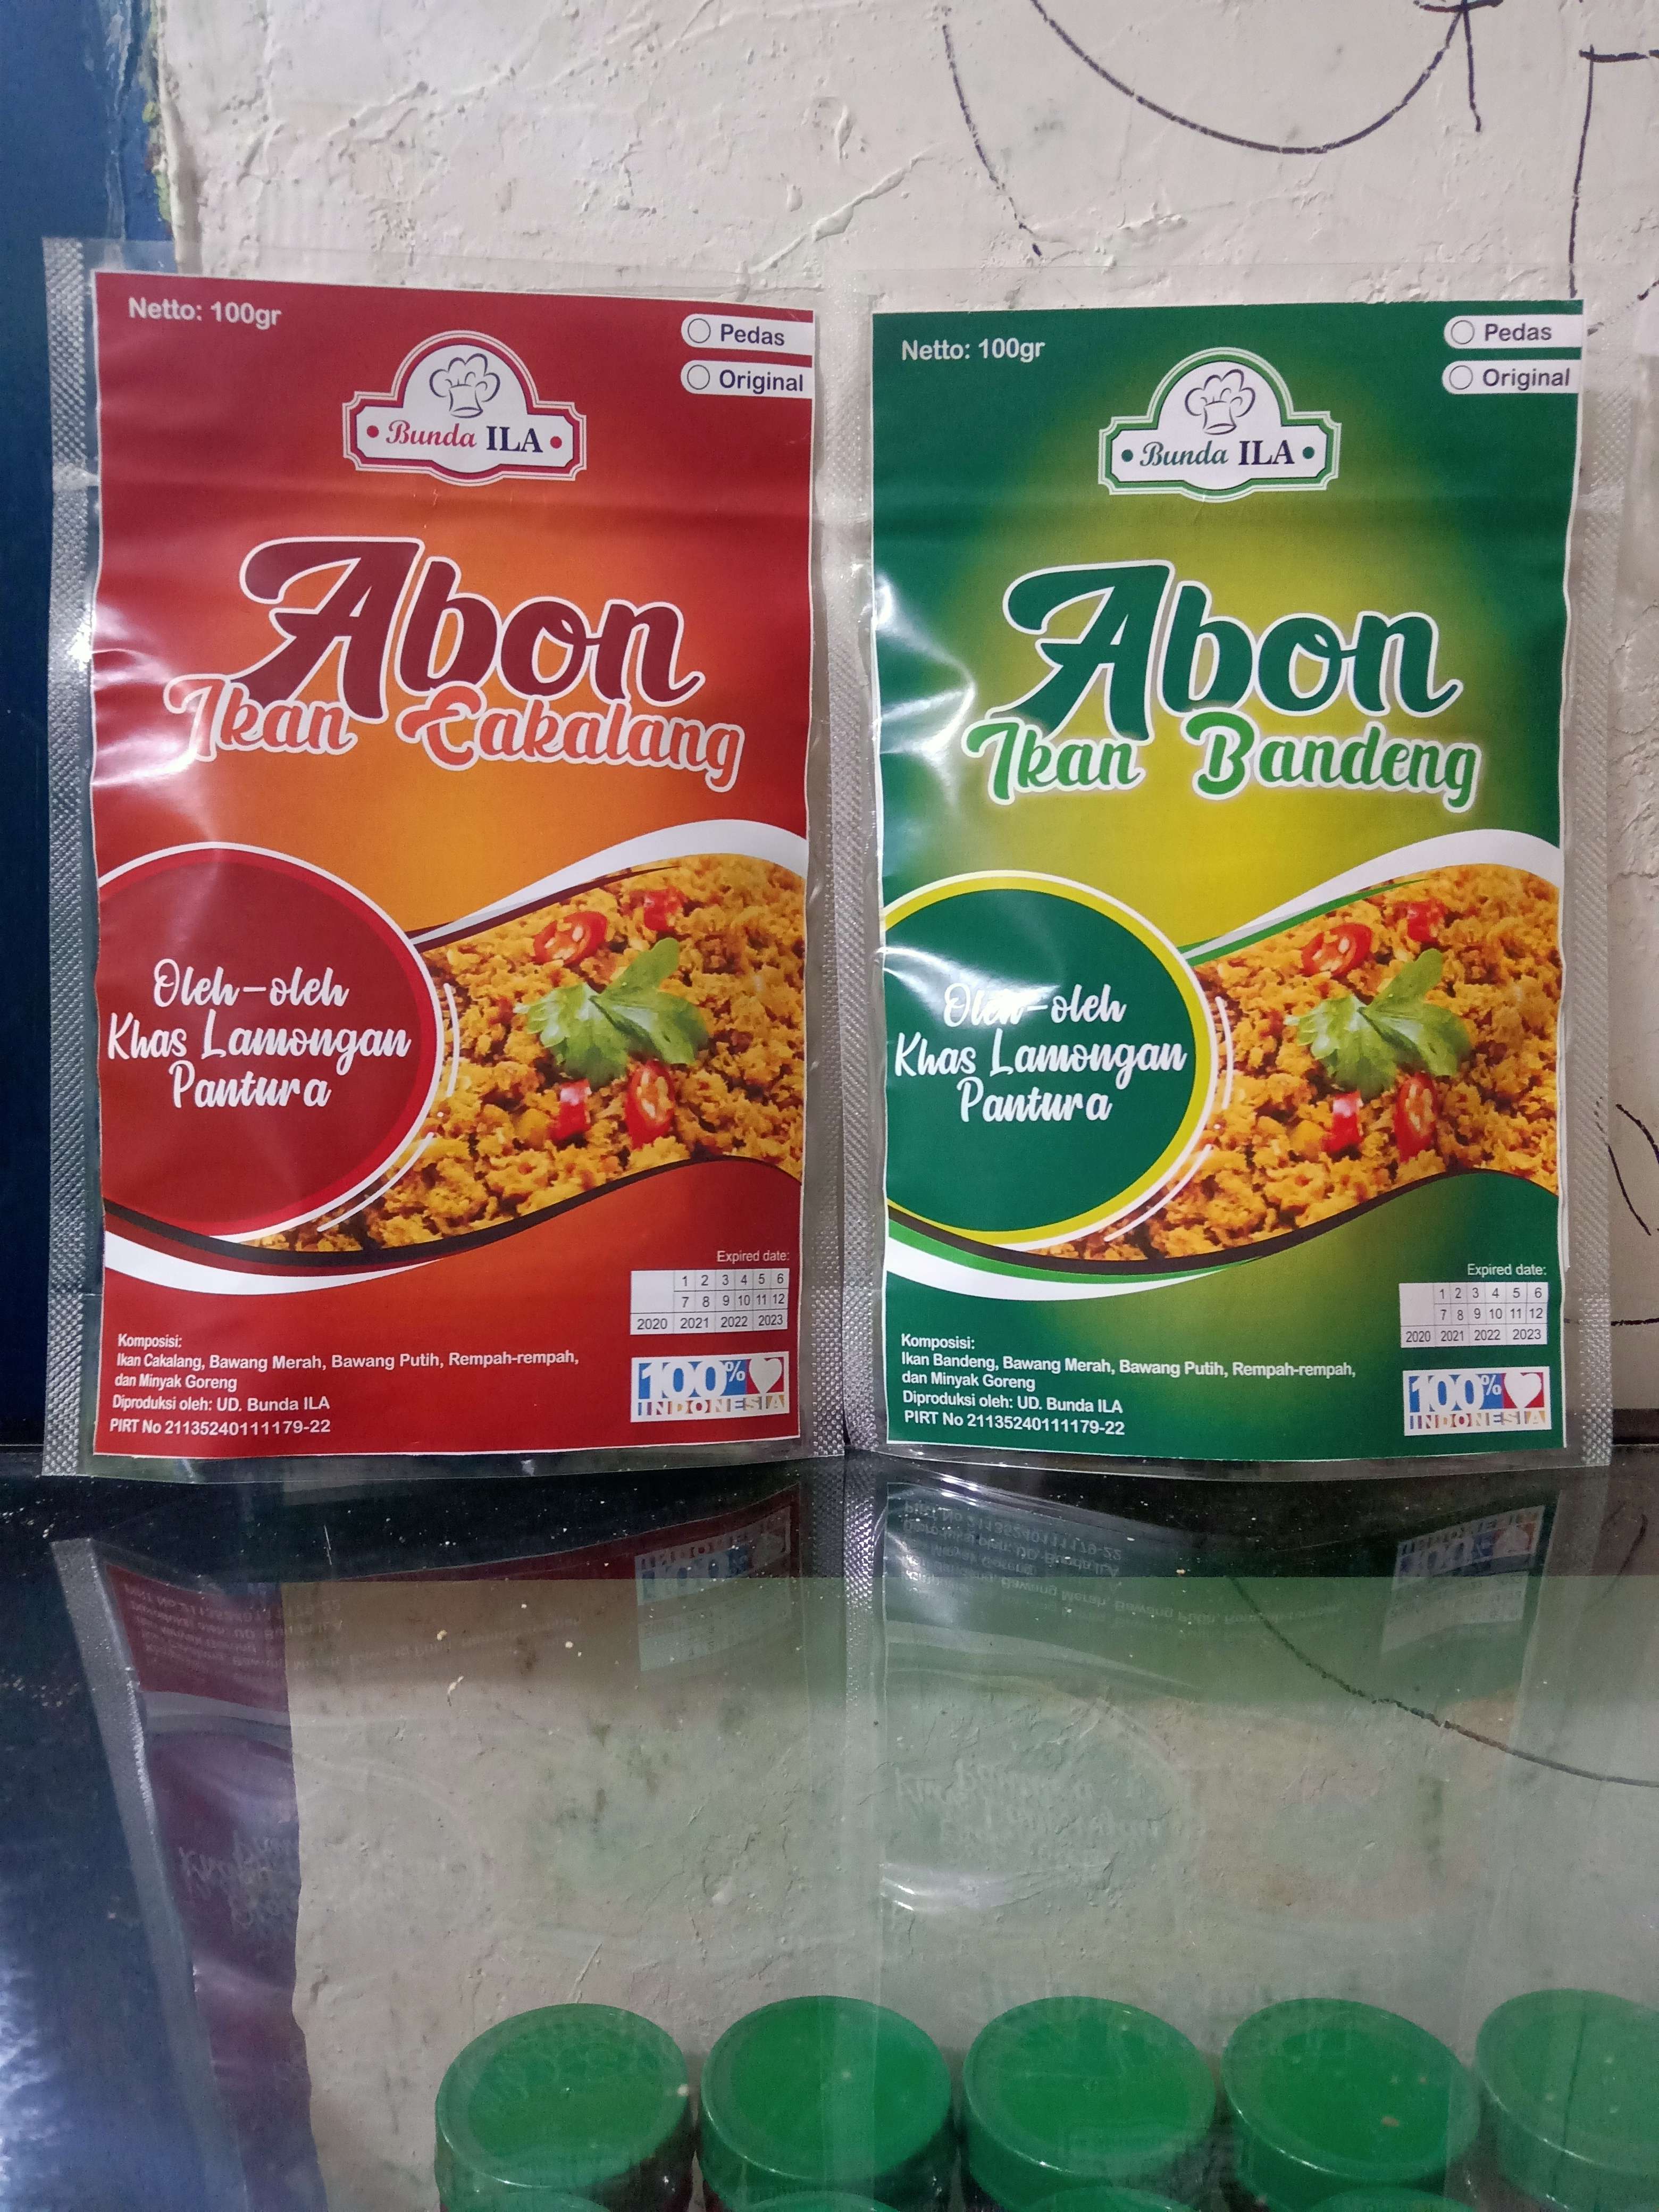 Netto: 100gr
Pedas
Original
Bunda ILA
Abon
Ikan Cakalang
Oleh-oleh
Khas Lamongan
Pantura
Expired date:
1 2 3 4 5 6
7 8 9 10 11 12
2020 2021 2022 2023
Komposisi:
Ikan Cakalang, Bawang Merah, Bawang Putih, Rempah-rempah,
dan Minyak Goreng
Diproduksi oleh: UD. Bunda ILA
PIRT No 21135240111179-22
100%
INDONESIA
Netto: 100gr
Pedas
Original
Bunda ILA
Abon
Ikan Bandeng
Oleh-oleh
Khas Lamongan
Pantura
Expired date:
1 2 3 4 5 6
7 8 9 10 11 12
2020 2021 2022 2023
Komposisi:
Ikan Bandeng, Bawang Merah, Bawang Putih, Rempah-rempah,
dan Minyak Goreng
Diproduksi oleh: UD. Bunda ILA
PIRT No 21135240111179-22
100%
INDONESIA